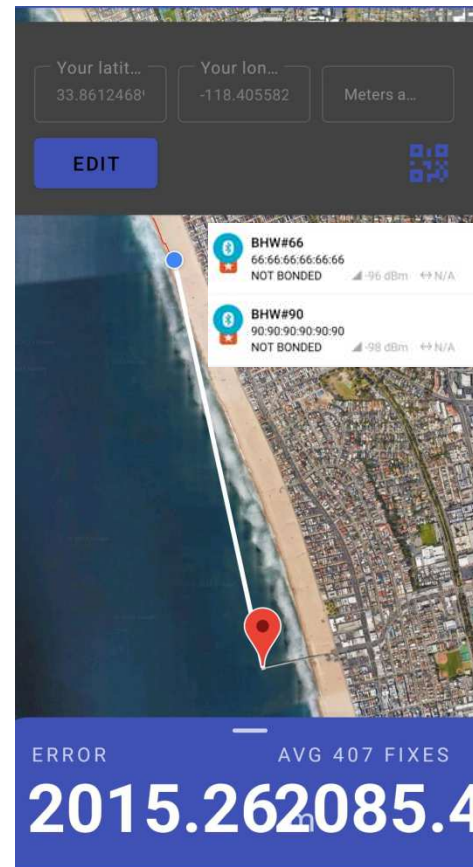 Your latit...
33.8612468
Your lon...
-118.405582
Meters a...
EDIT
BHW#66
66:66:66:66:66:66
NOT BONDED
-96 dBm
N/A
BHW#90
90:90:90:90:90:90
NOT BONDED
-98 dBm
N/A
ERROR
AVG 407 FIXES
2015.26
2085.4